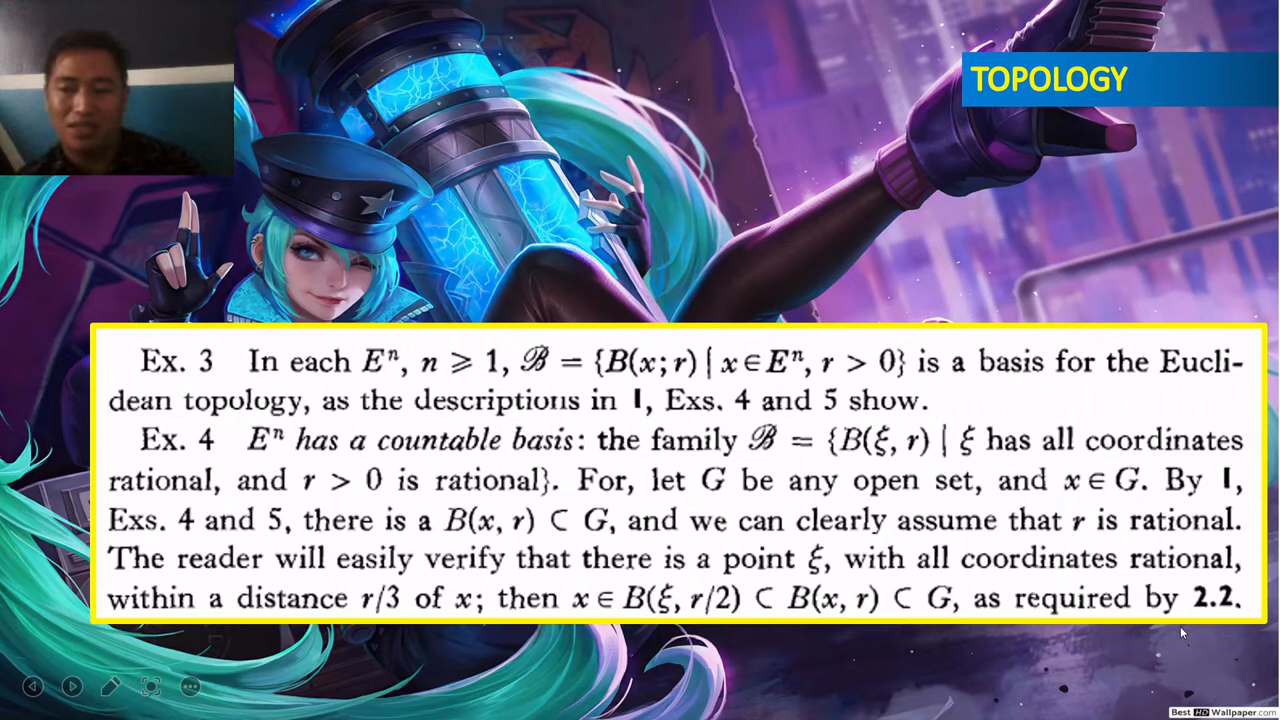 TOPOLOGY
Ex. 3 In each Eⁿ, n ⩾ 1, ℬ = {B(x; r) | x ∈ Eⁿ, r > 0} is a basis for the Eucli-
dean topology, as the descriptions in I, Exs. 4 and 5 show.
Ex. 4 Eⁿ has a countable basis: the family ℬ = {B(ξ, r) | ξ has all coordinates
rational, and r > 0 is rational}. For, let G be any open set, and x ∈ G. By I,
Exs. 4 and 5, there is a B(x, r) ⊂ G, and we can clearly assume that r is rational.
The reader will easily verify that there is a point ξ, with all coordinates rational,
within a distance r/3 of x; then x ∈ B(ξ, r/2) ⊂ B(x, r) ⊂ G, as required by 2.2.
Best HD Wallpaper.com